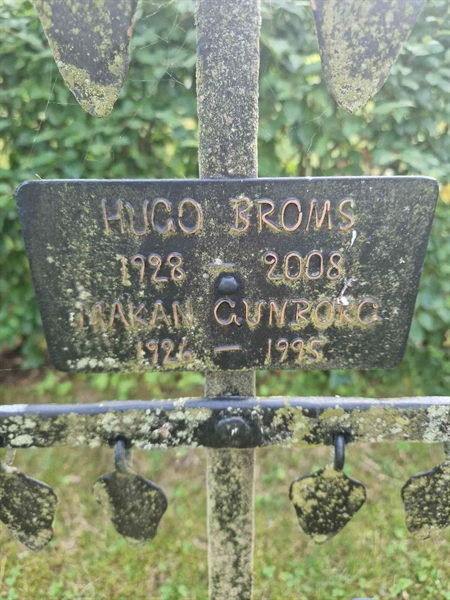 HUGO BROMS
1928 – 2008
MAKAN GUNBORG
1926 – 1995